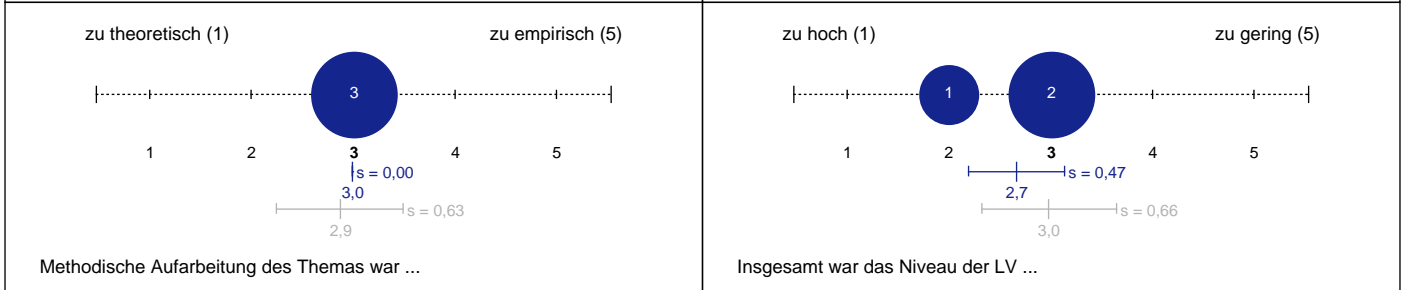 zu theoretisch (1) zu empirisch (5)
3
1 2 3 4 5
s = 0,00
3,0
s = 0,63
2,9
Methodische Aufarbeitung des Themas war ...
zu hoch (1) zu gering (5)
1 2
1 2 3 4 5
s = 0,47
2,7
s = 0,66
3,0
Insgesamt war das Niveau der LV ...